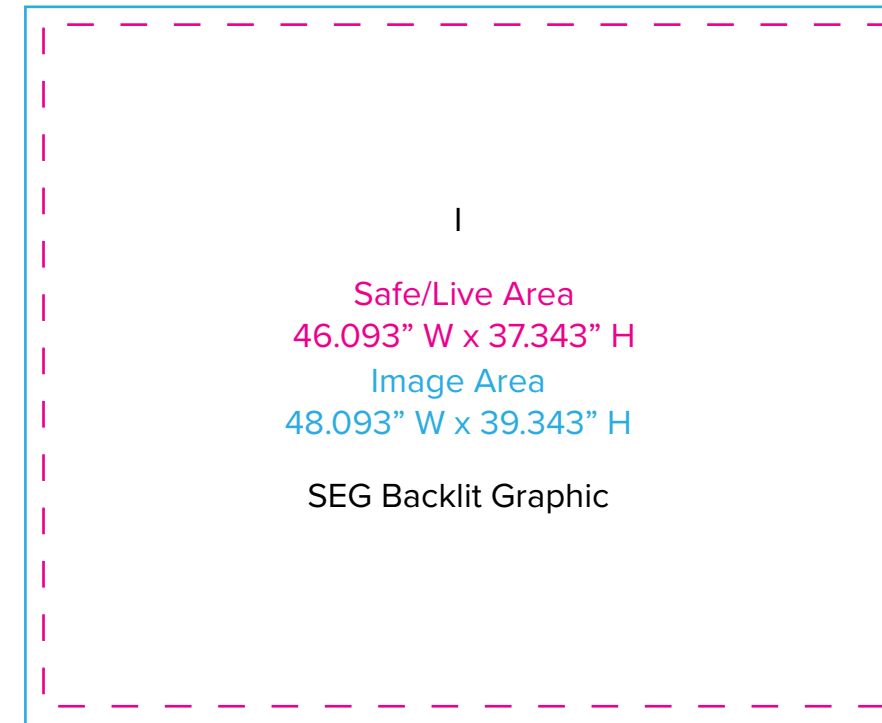 I
Safe/Live Area
46.093” W x 37.343” H
Image Area
48.093” W x 39.343” H
SEG Backlit Graphic